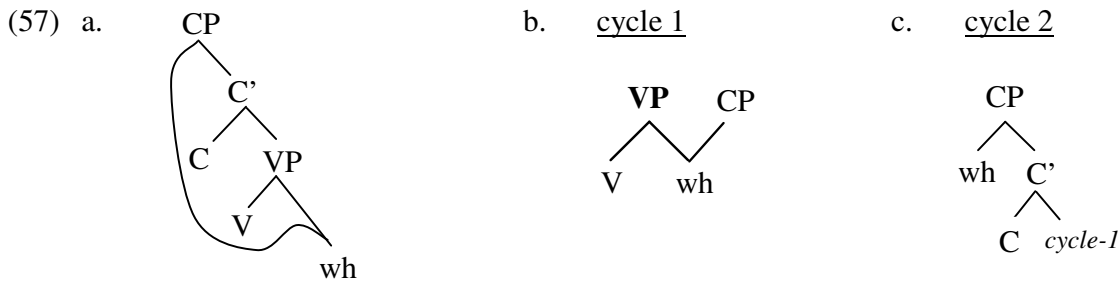 (57) a. b. cycle 1 c. cycle 2
CP
C’
C VP
V
wh
VP CP
V wh
CP
wh C’
C cycle-1